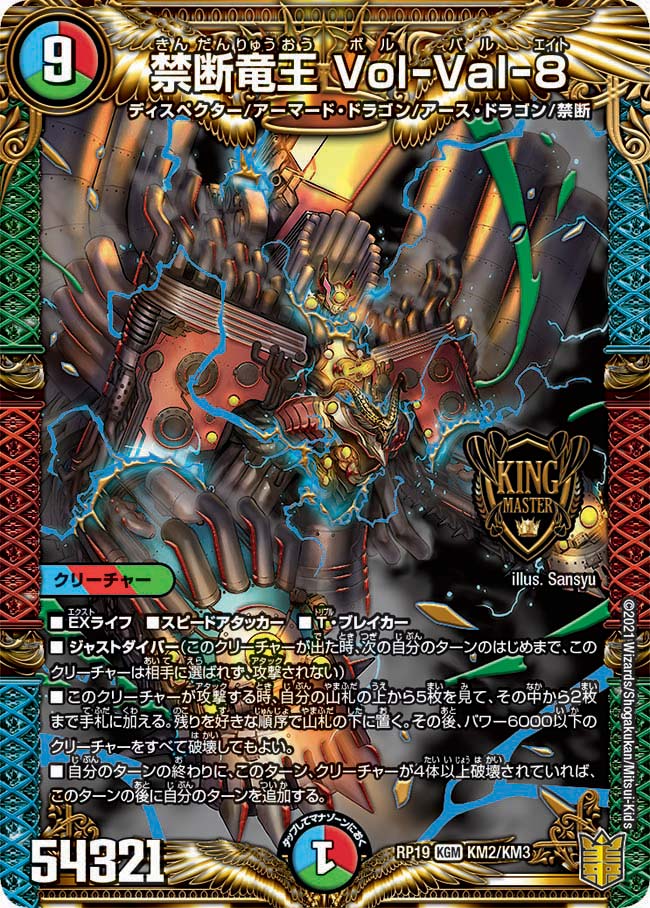 9
きんだんりゅうおう ボルバルエイト
禁断竜王 Vol-Val-8
ディスペクター/アーマード・ドラゴン/アース・ドラゴン/禁断
KING
MASTER
illus. Sansyu
クリーチャー
■EXライフ ■スピードアタッカー ■T・ブレイカー
■ジャストダイバー(このクリーチャーが出た時、次の自分のターンのはじめまで、この
クリーチャーは相手に選ばれず、攻撃されない)
■このクリーチャーが攻撃する時、自分の山札の上から5枚を見て、その中から2枚
まで手札に加える。残りを好きな順序で山札の下に置く。その後、パワー6000以下の
クリーチャーをすべて破壊してもよい。
■自分のターンの終わりに、このターン、クリーチャーが4体以上破壊されていれば、
このターンの後に自分のターンを追加する。
©2021 Wizards/Shogakukan/Mitsui-Kids
タップしてマナゾーンにおく
1
54321
RP19 KGM KM2/KM3